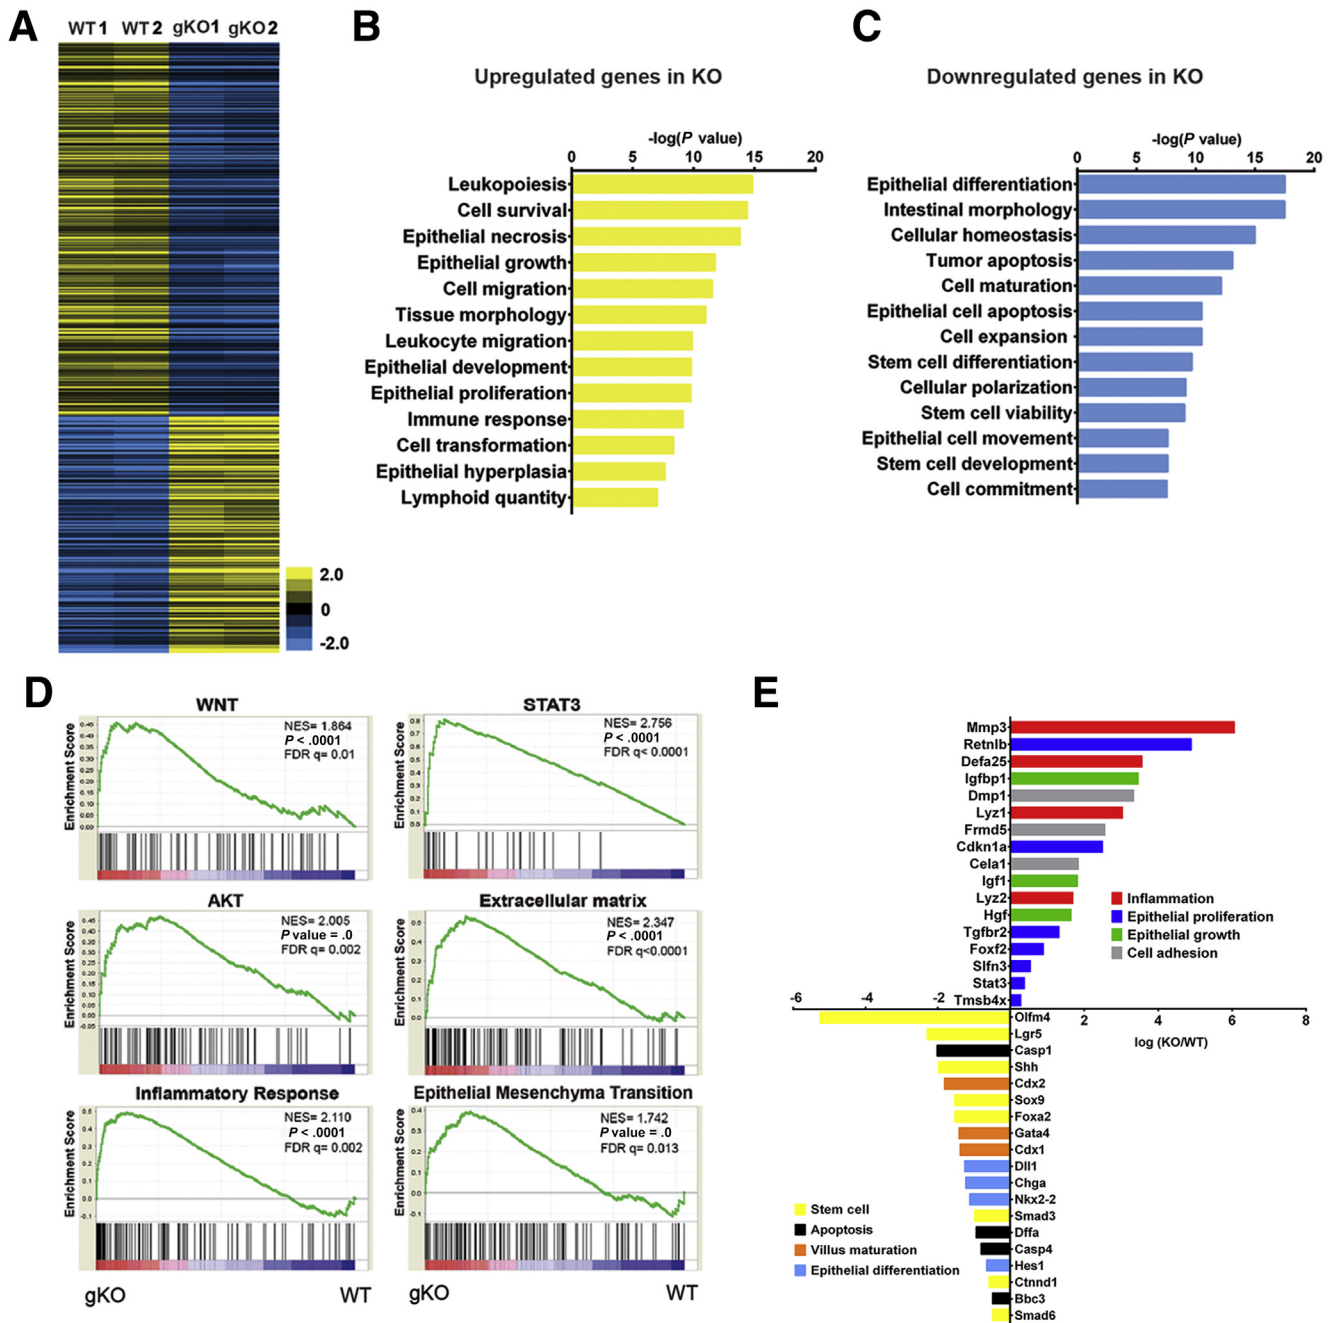 A
WT1 WT2 gKO1 gKO2
2.0
0
-2.0
B
Upregulated genes in KO
-log(P value)
0 5 10 15 20
Leukopoiesis
Cell survival
Epithelial necrosis
Epithelial growth
Cell migration
Tissue morphology
Leukocyte migration
Epithelial development
Epithelial proliferation
Immune response
Cell transformation
Epithelial hyperplasia
Lymphoid quantity
C
Downregulated genes in KO
-log(P value)
0 5 10 15 20
Epithelial differentiation
Intestinal morphology
Cellular homeostasis
Tumor apoptosis
Cell maturation
Epithelial cell apoptosis
Cell expansion
Stem cell differentiation
Cellular polarization
Stem cell viability
Epithelial cell movement
Stem cell development
Cell commitment
D
WNT
Enrichment Score
NES= 1.864
P < .0001
FDR q= 0.01
STAT3
Enrichment Score
NES= 2.756
P < .0001
FDR q< 0.0001
AKT
Enrichment Score
NES= 2.005
P value = .0
FDR q= 0.002
Extracellular matrix
Enrichment Score
NES= 2.347
P < .0001
FDR q<0.0001
Inflammatory Response
Enrichment Score
NES= 2.110
P < .0001
FDR q= 0.002
Epithelial Mesenchyma Transition
Enrichment Score
NES= 1.742
P value = .0
FDR q= 0.013
gKO WT
gKO WT
E
Mmp3
Retnlb
Defa25
Igfbp1
Dmp1
Lyz1
Frmd5
Cdkn1a
Cela1
Igf1
Lyz2
Hgf
Tgfbr2
Foxf2
Slfn3
Stat3
Tmsb4x
Inflammation
Epithelial proliferation
Epithelial growth
Cell adhesion
-6 -4 -2
2 4 6 8
log (KO/WT)
Olfm4
Lgr5
Casp1
Shh
Cdx2
Sox9
Foxa2
Gata4
Cdx1
Dll1
Chga
Nkx2-2
Smad3
Dffa
Casp4
Hes1
Ctnnd1
Bbc3
Smad6
Stem cell
Apoptosis
Villus maturation
Epithelial differentiation